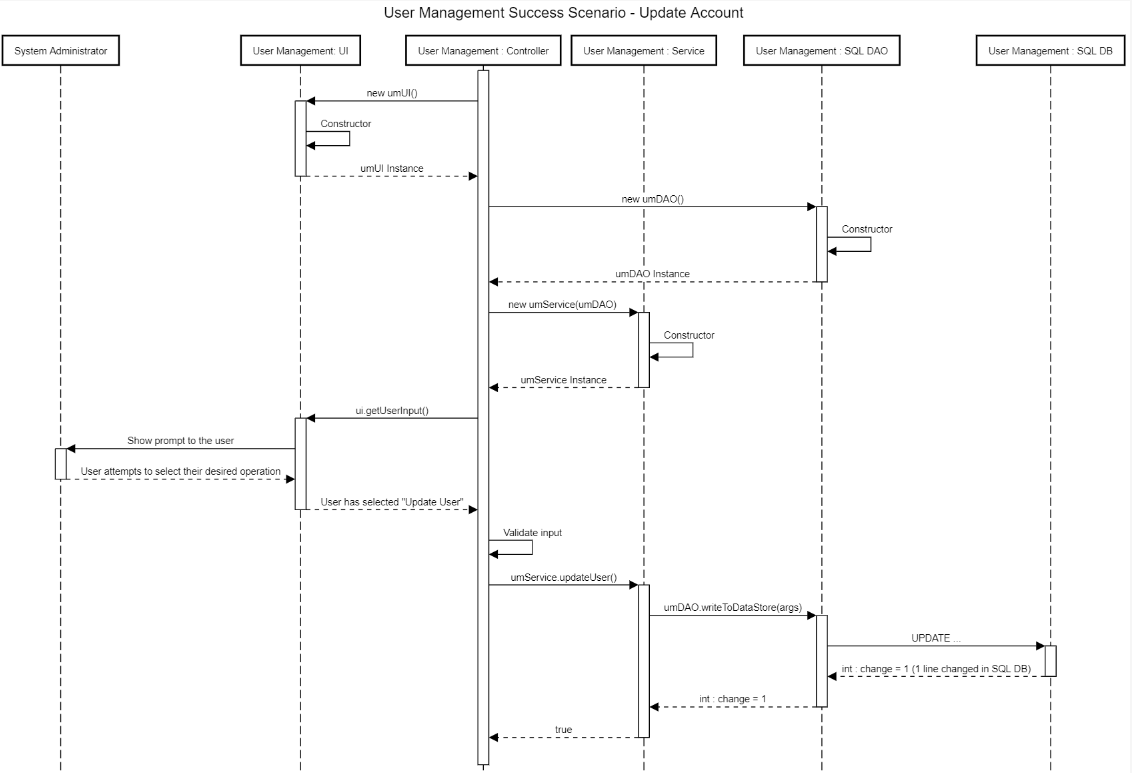 User Management Success Scenario - Update Account
System Administrator
User Management: UI
User Management : Controller
User Management : Service
User Management : SQL DAO
User Management : SQL DB
new umUI()
Constructor
umUI Instance
new umDAO()
Constructor
umDAO Instance
new umService(umDAO)
Constructor
umService Instance
ui.getUserInput()
Show prompt to the user
User attempts to select their desired operation
User has selected "Update User"
Validate input
umService.updateUser()
umDAO.writeToDataStore(args)
UPDATE ...
int : change = 1 (1 line changed in SQL DB)
int : change = 1
true